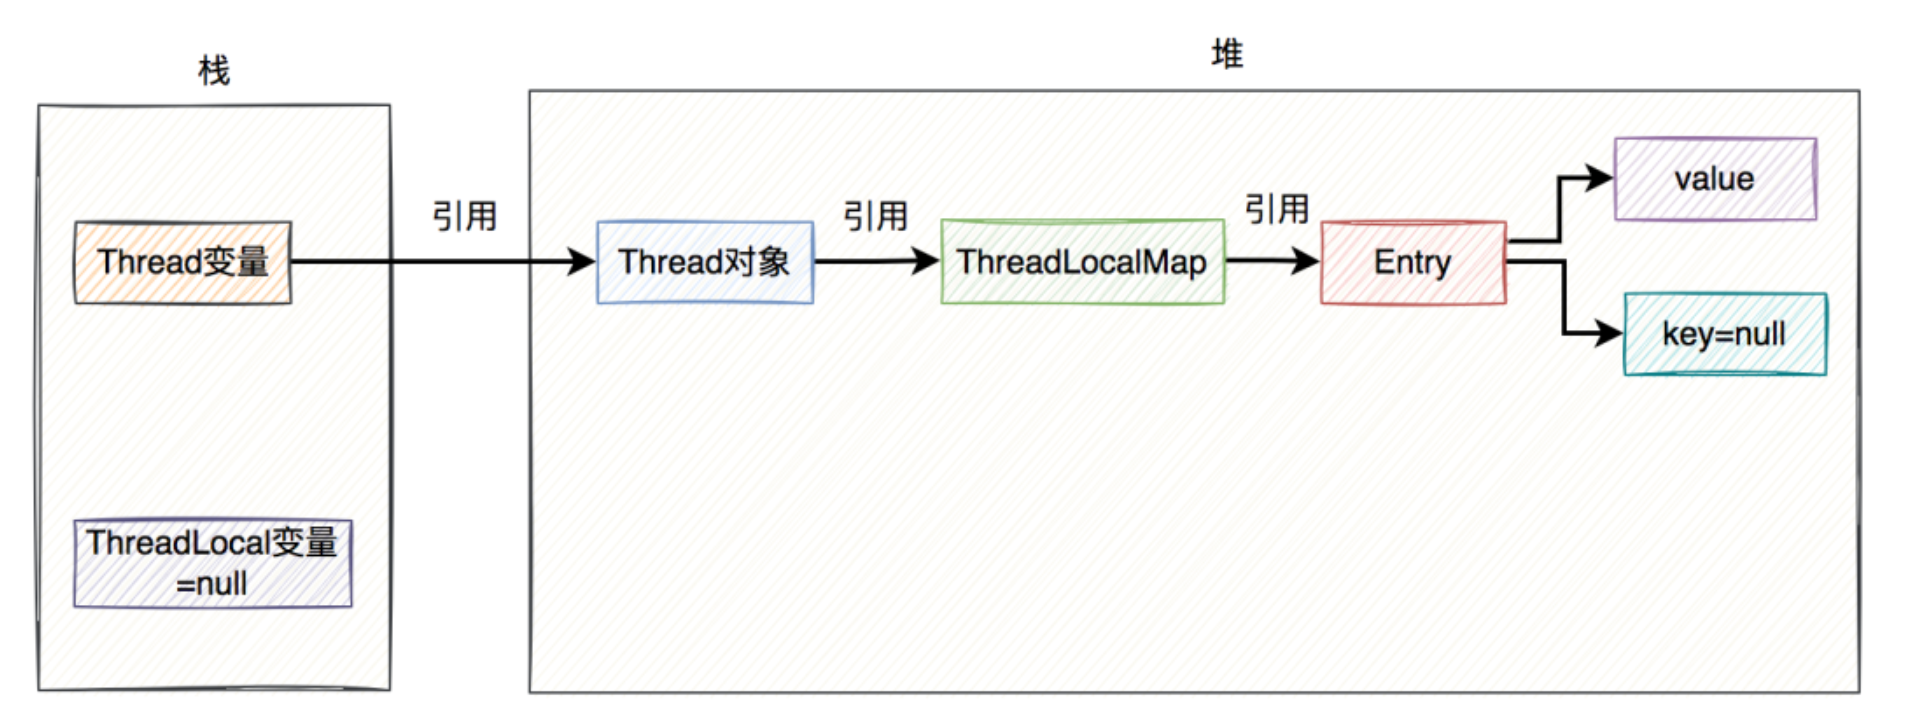 栈
堆
Thread变量
引用
Thread对象
引用
ThreadLocalMap
引用
Entry
value
key=null
ThreadLocal变量
=null